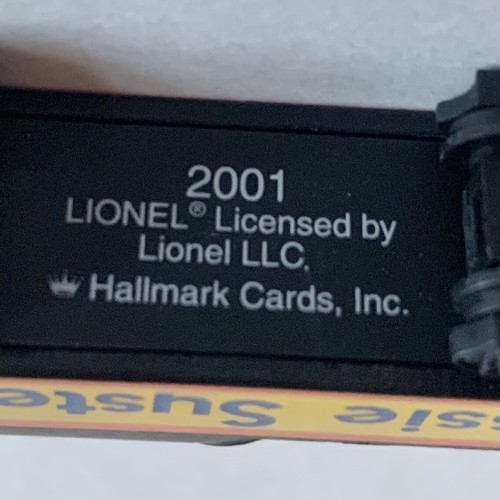 2001
LIONEL® Licensed by
Lionel LLC.
Hallmark Cards, Inc.